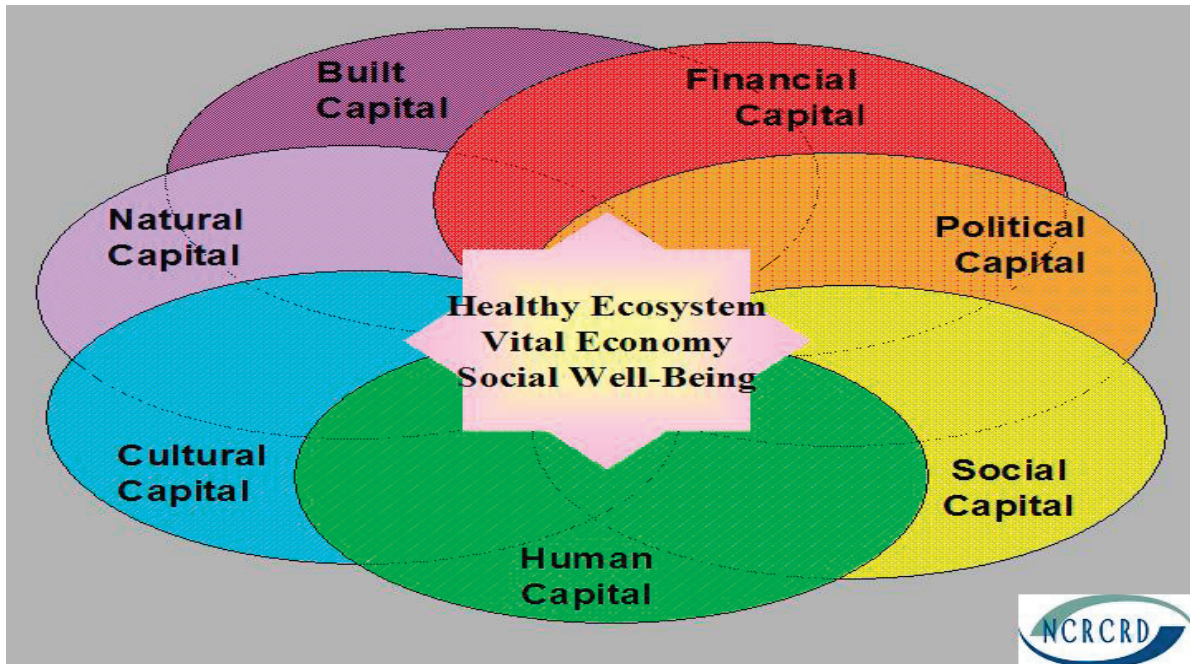 Built
Capital
Financial
Capital
Natural
Capital
Political
Capital
Healthy Ecosystem
Vital Economy
Social Well-Being
Cultural
Capital
Social
Capital
Human
Capital
NCRCRD